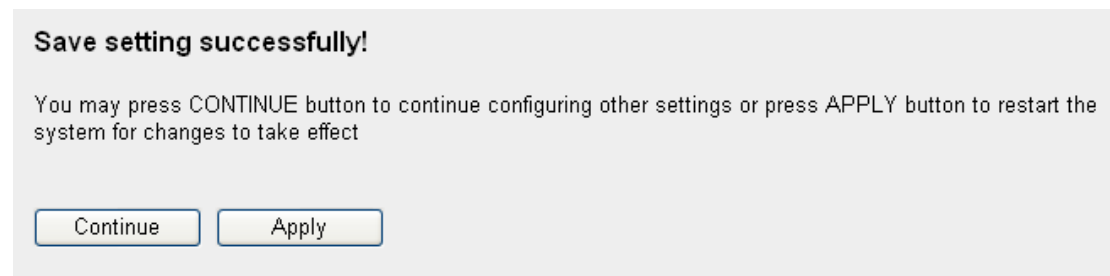 Save setting successfully!
You may press CONTINUE button to continue configuring other settings or press APPLY button to restart the
system for changes to take effect
Continue
Apply